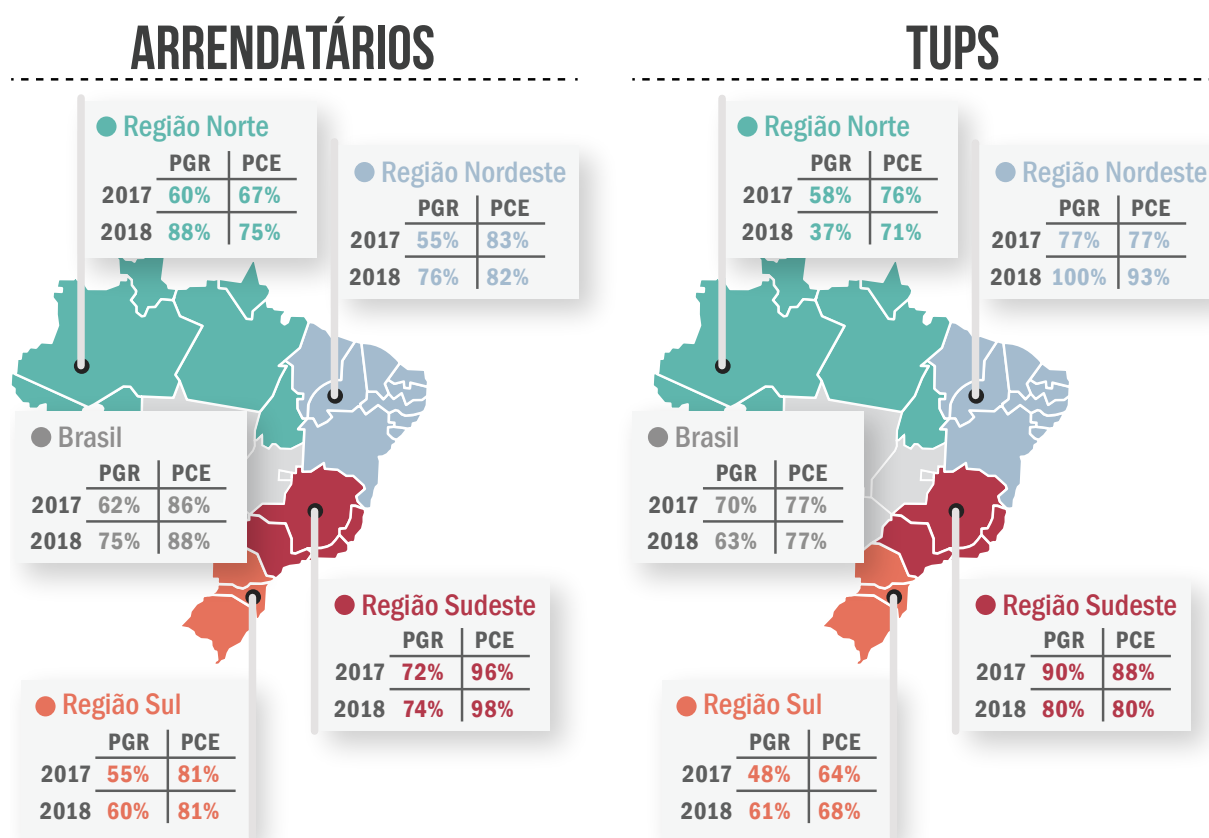 ARRENDATÁRIOS
Região Norte
PGR PCE
2017 60% 67%
2018 88% 75%
Região Nordeste
PGR PCE
2017 55% 83%
2018 76% 82%
Brasil
PGR PCE
2017 62% 86%
2018 75% 88%
Região Sudeste
PGR PCE
2017 72% 96%
2018 74% 98%
Região Sul
PGR PCE
2017 55% 81%
2018 60% 81%
TUPS
Região Norte
PGR PCE
2017 58% 76%
2018 37% 71%
Região Nordeste
PGR PCE
2017 77% 77%
2018 100% 93%
Brasil
PGR PCE
2017 70% 77%
2018 63% 77%
Região Sudeste
PGR PCE
2017 90% 88%
2018 80% 80%
Região Sul
PGR PCE
2017 48% 64%
2018 61% 68%